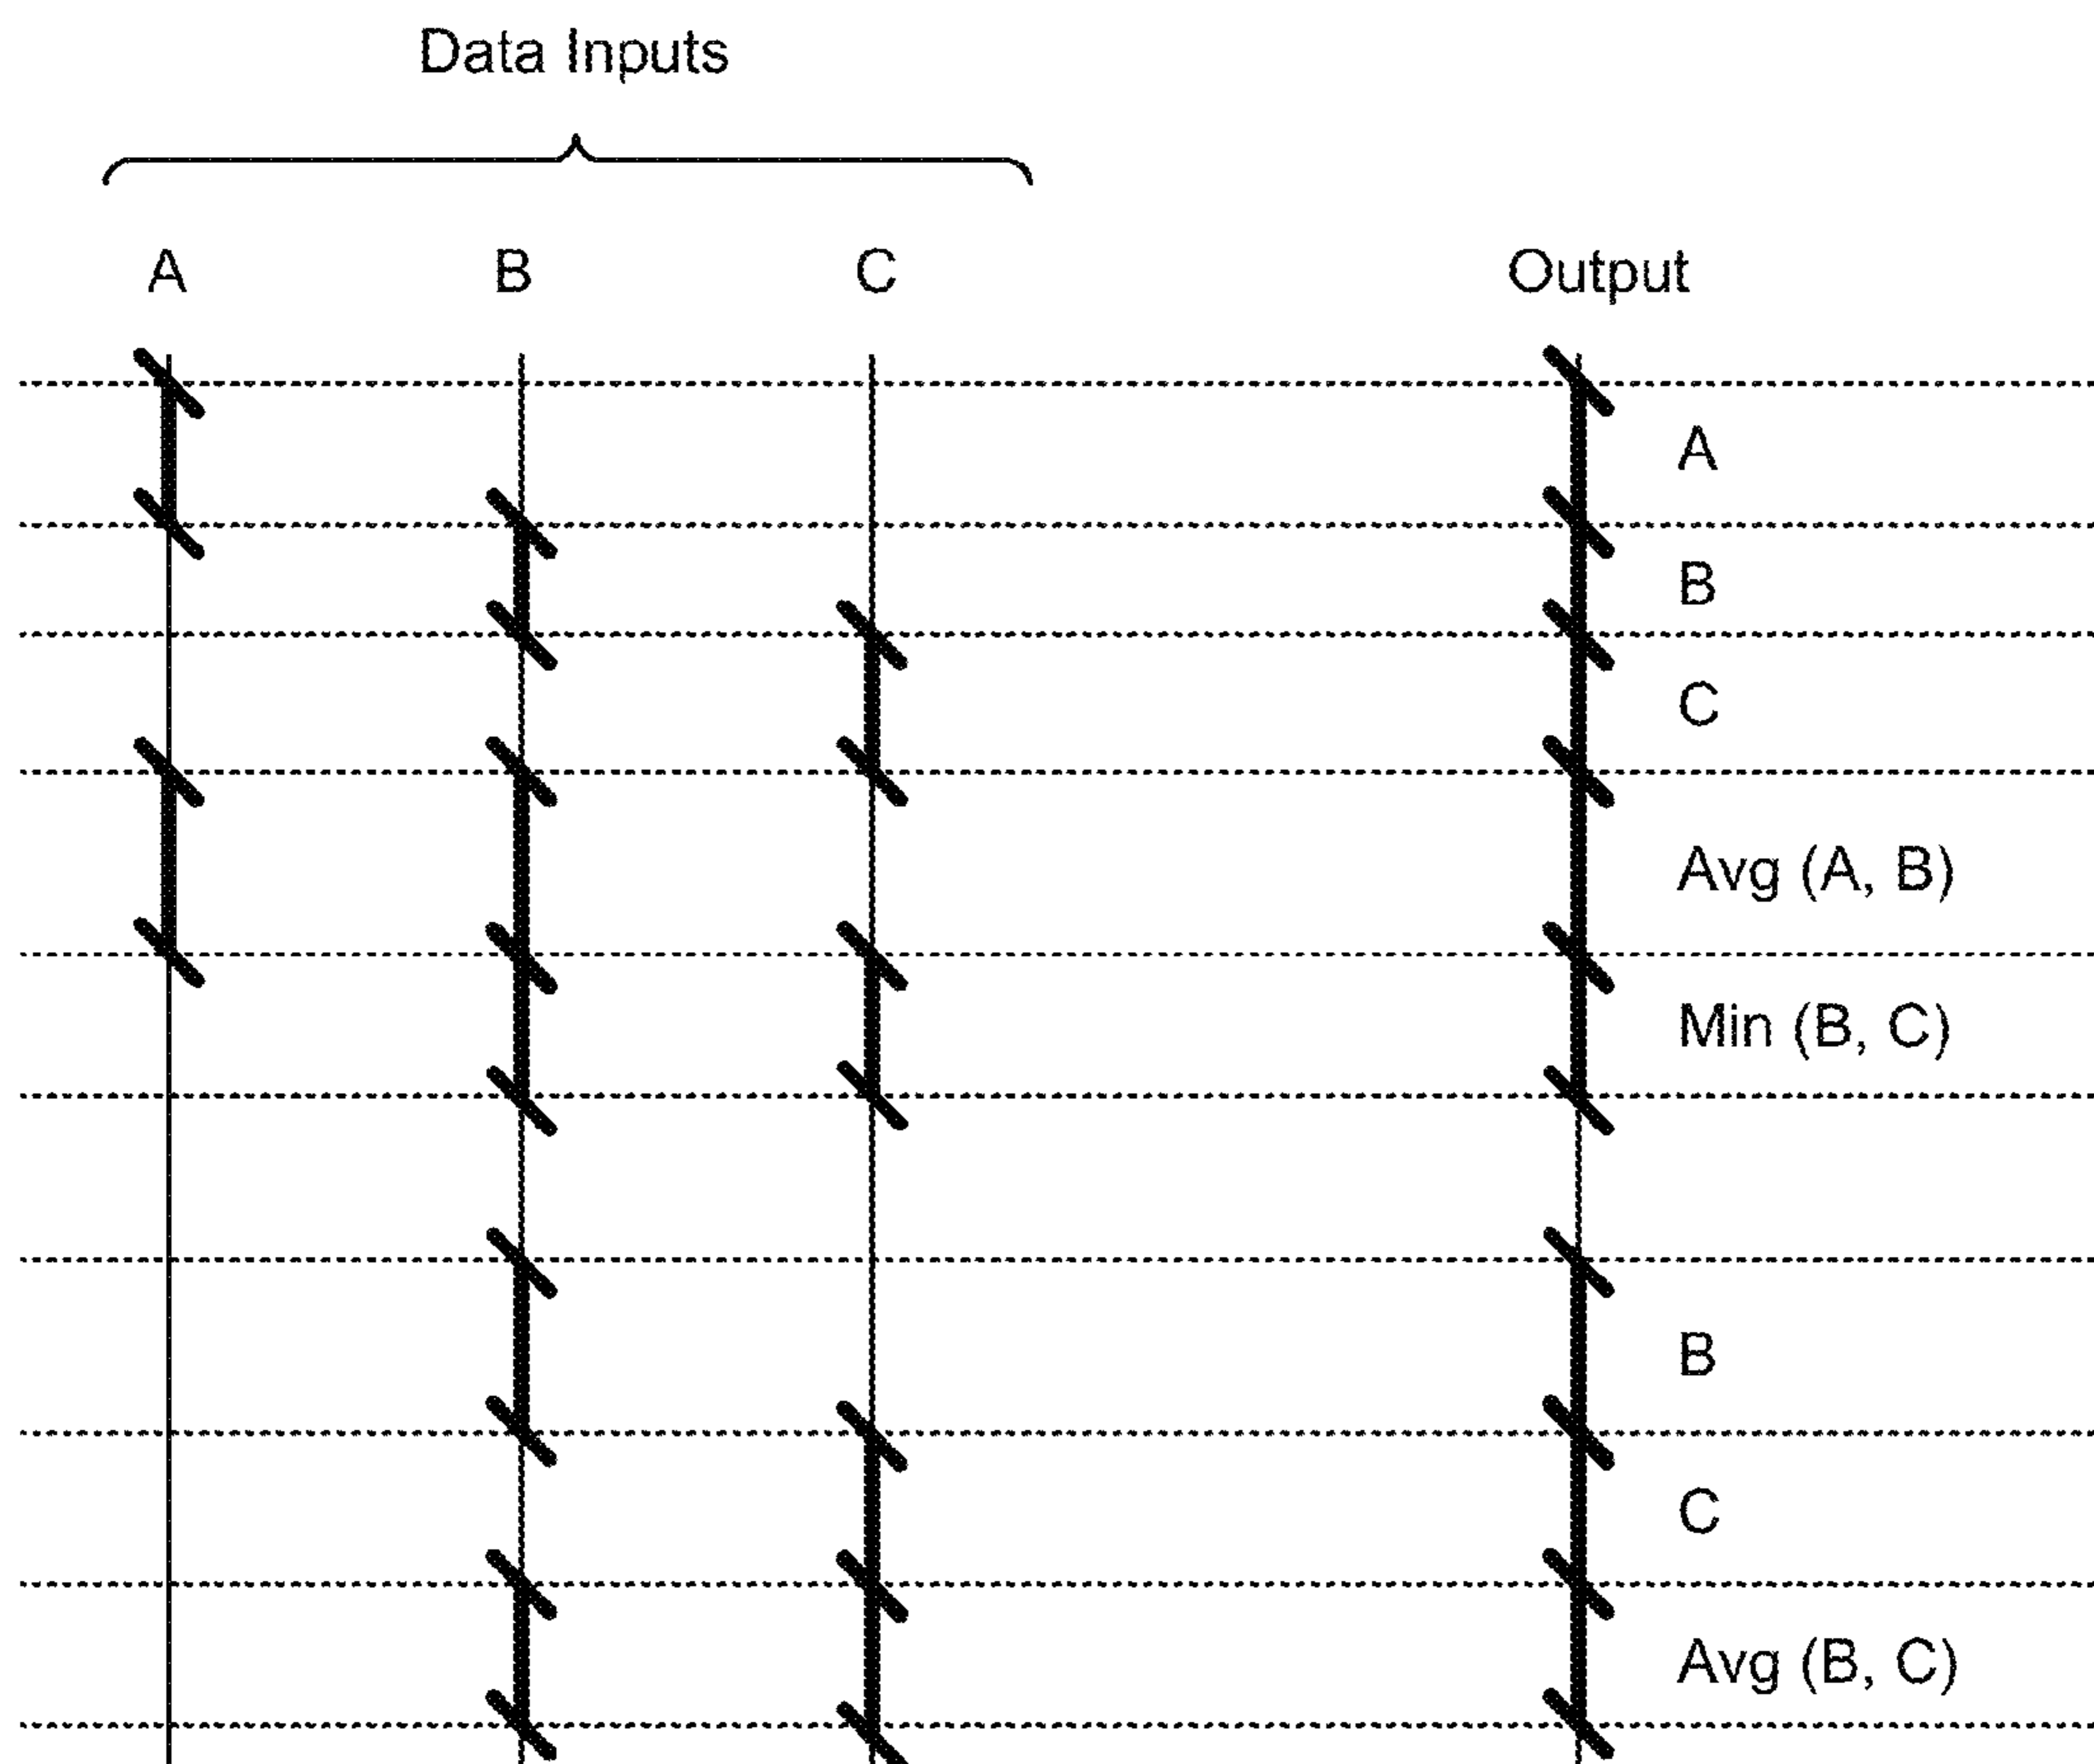 Data Inputs
A B C Output
A
B
C
Avg (A, B)
Min (B, C)
B
C
Avg (B, C)